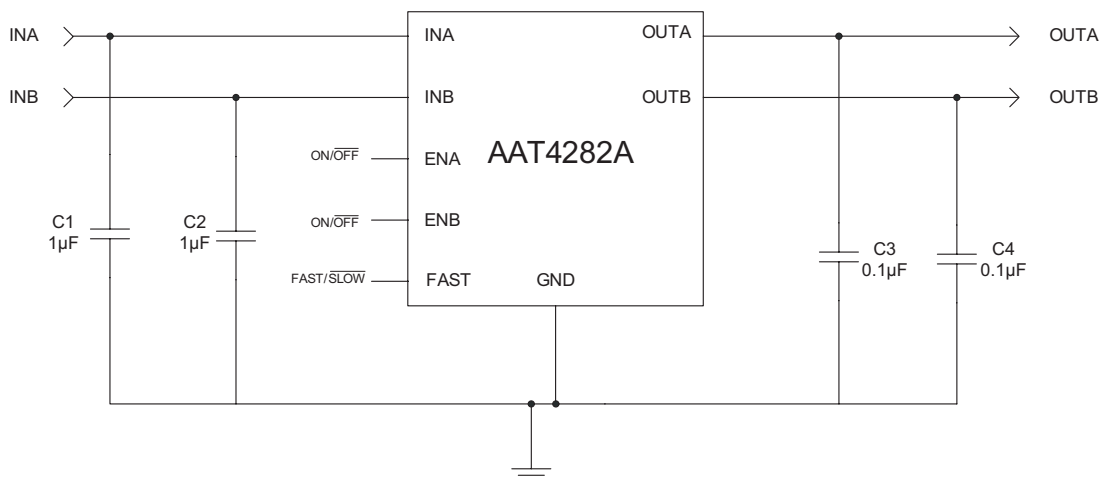 INA
INA
OUTA
OUTA
INB
INB
OUTB
OUTB
AAT4282A
ON/OFF
ENA
ON/OFF
ENB
C1
1µF
C2
1µF
C3
0.1µF
C4
0.1µF
FAST/SLOW
FAST
GND